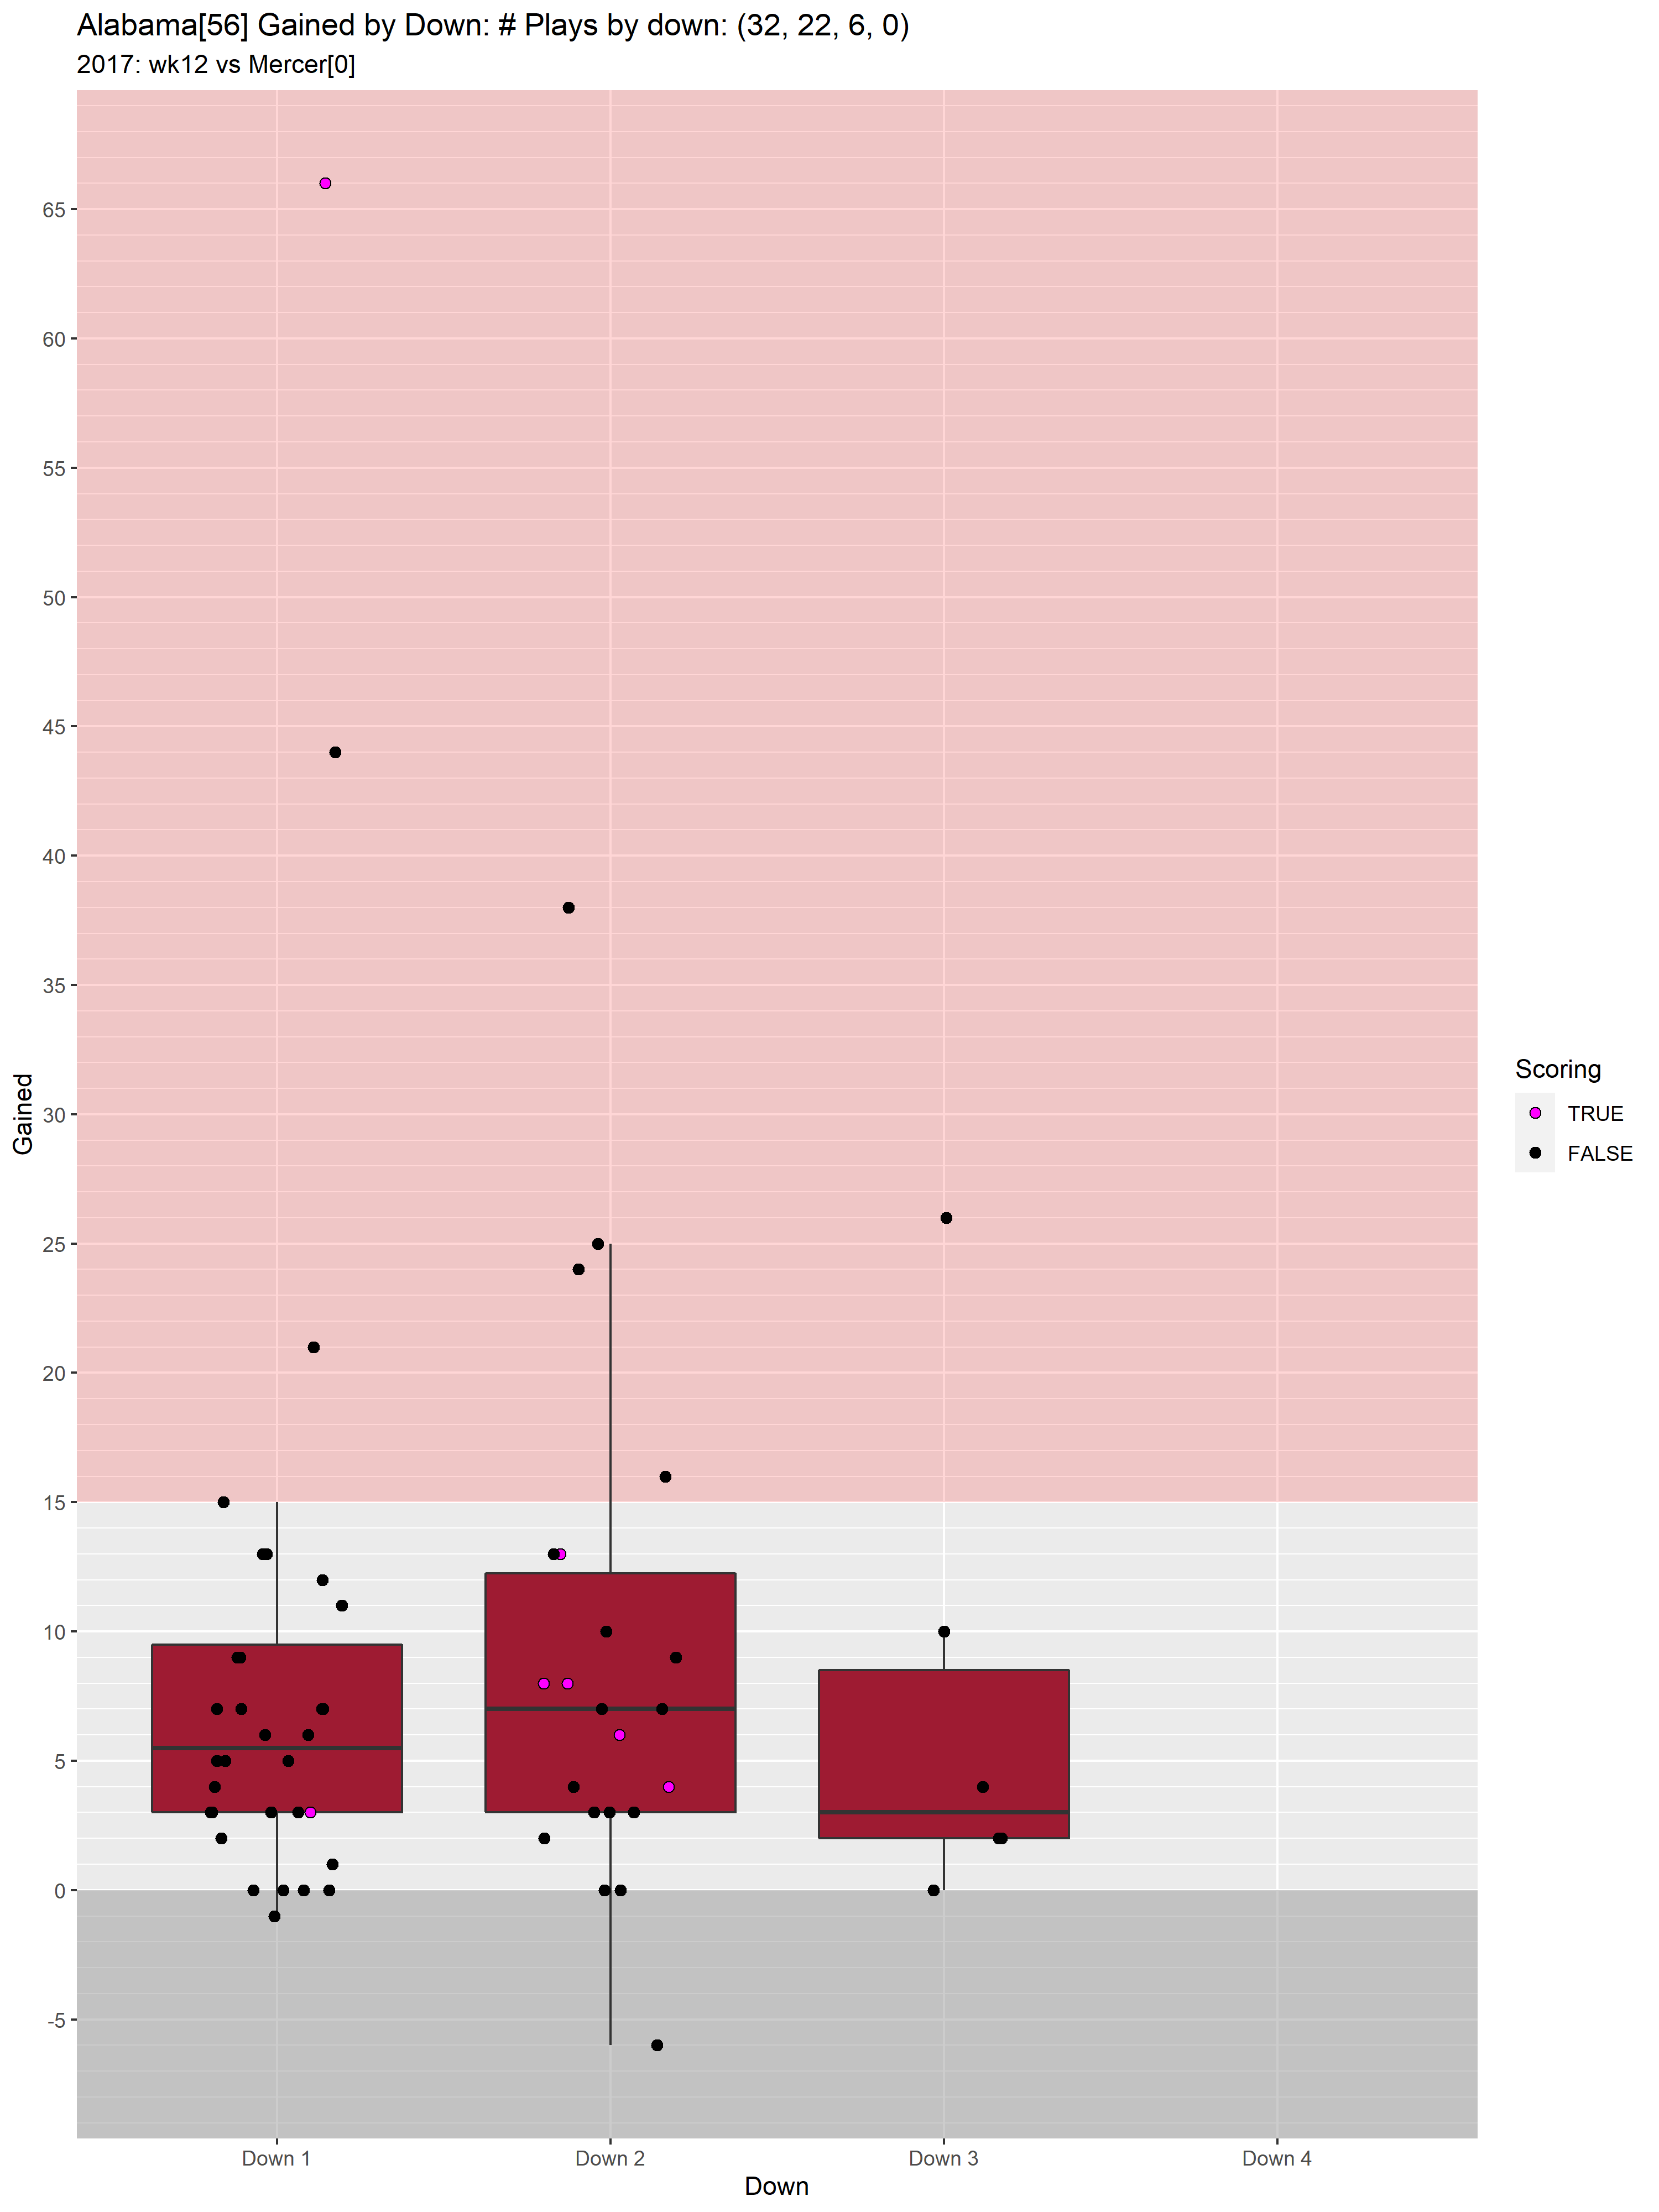 Alabama[56] Gained by Down: # Plays by down: (32, 22, 6, 0)
2017: wk12 vs Mercer[0]
65
60
55
50
45
40
35
30
25
20
15
10
5
0
-5
Gained
Down 1
Down 2
Down 3
Down 4
Down
Scoring
TRUE
FALSE